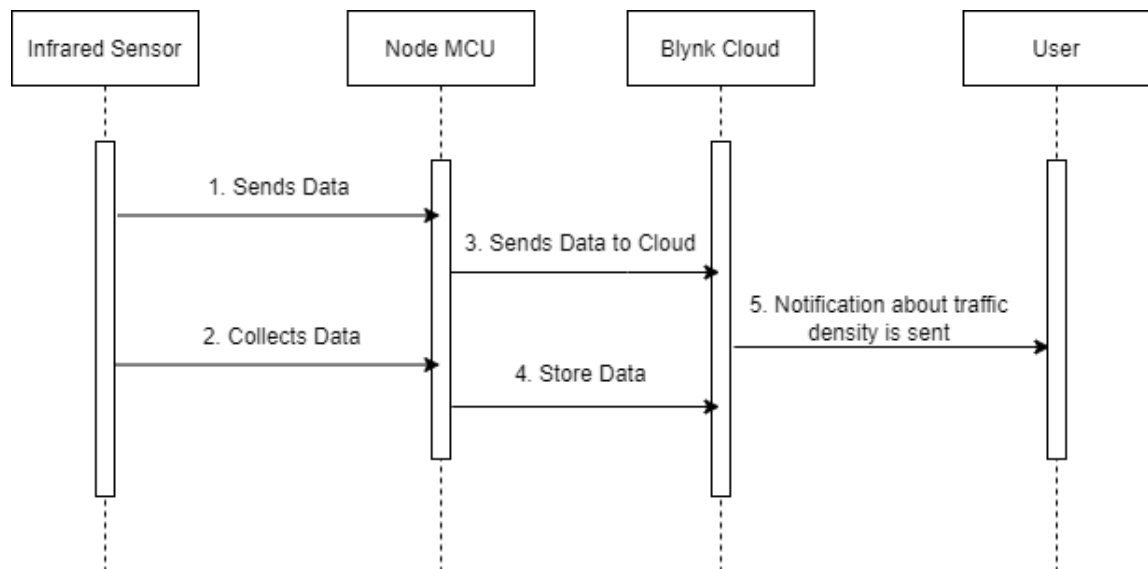 Infrared Sensor
Node MCU
Blynk Cloud
User
1. Sends Data
3. Sends Data to Cloud
5. Notification about traffic
density is sent
2. Collects Data
4. Store Data